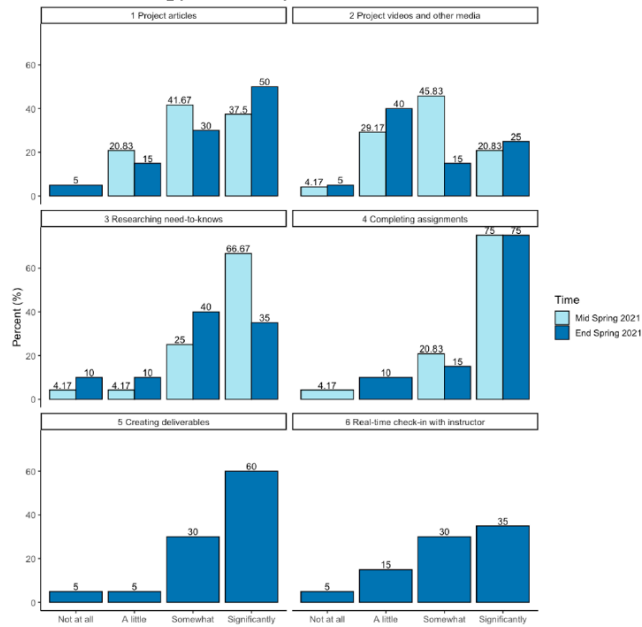 1 Project articles
2 Project videos and other media
60
40
20
0
5
20.83
15
41.67
30
37.5
50
4.17
5
29.17
40
45.83
15
20.83
25
3 Researching need-to-knows
4 Completing assignments
60
40
20
0
4.17
10
4.17
10
25
40
66.67
35
4.17
10
20.83
15
75
75
Percent (%)
Time
Mid Spring 2021
End Spring 2021
5 Creating deliverables
6 Real-time check-in with instructor
60
40
20
0
5
5
30
60
5
15
30
35
Not at all
A little
Somewhat
Significantly
Not at all
A little
Somewhat
Significantly